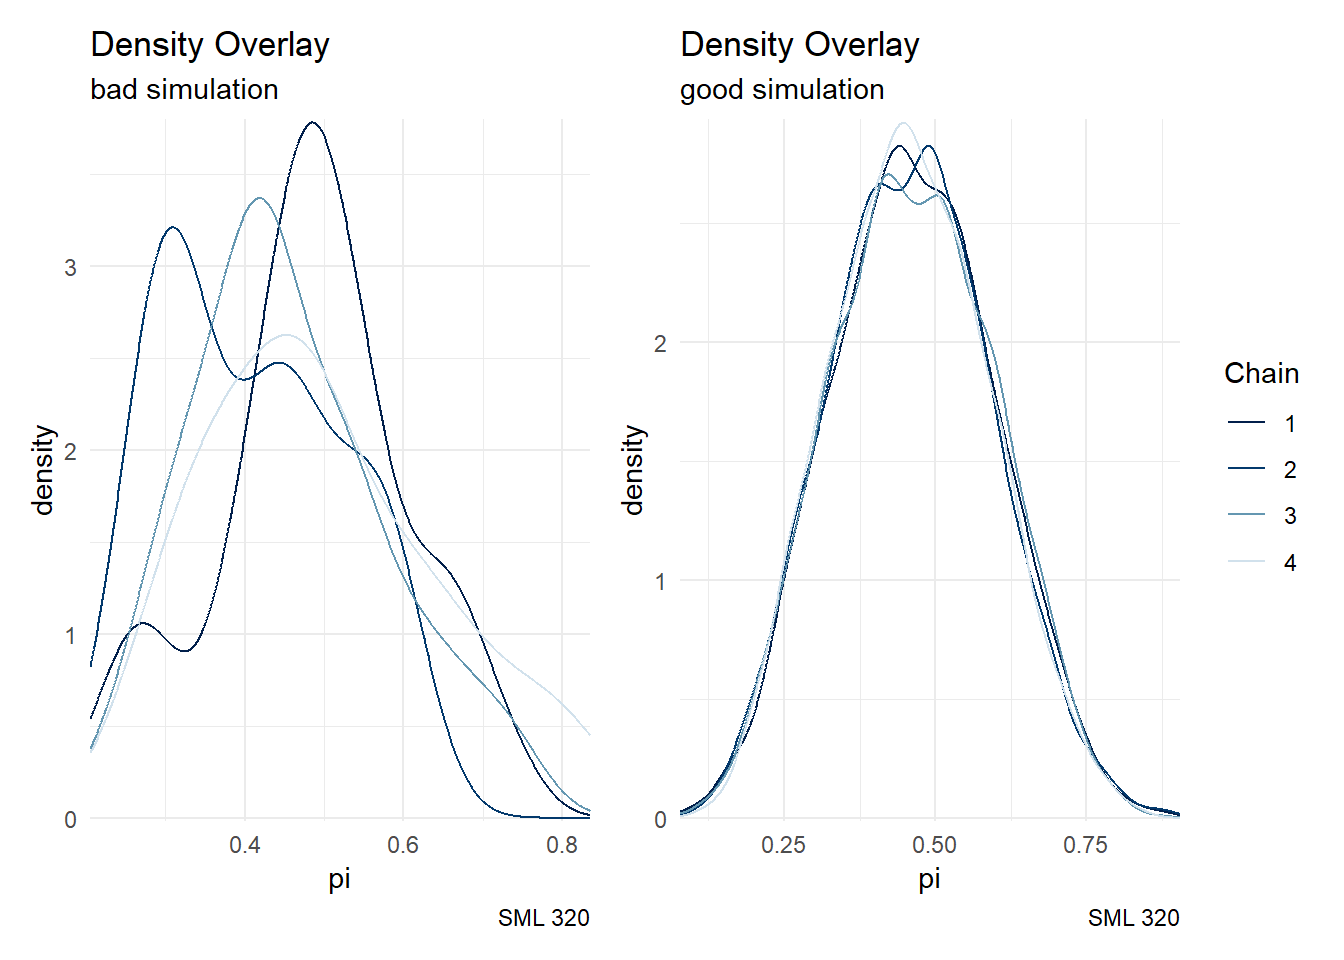 Density Overlay
bad simulation
density
3
2
1
0
0.4 0.6 0.8
pi
SML 320
Density Overlay
good simulation
density
2
1
0
0.25 0.50 0.75
pi
SML 320
Chain
1
2
3
4